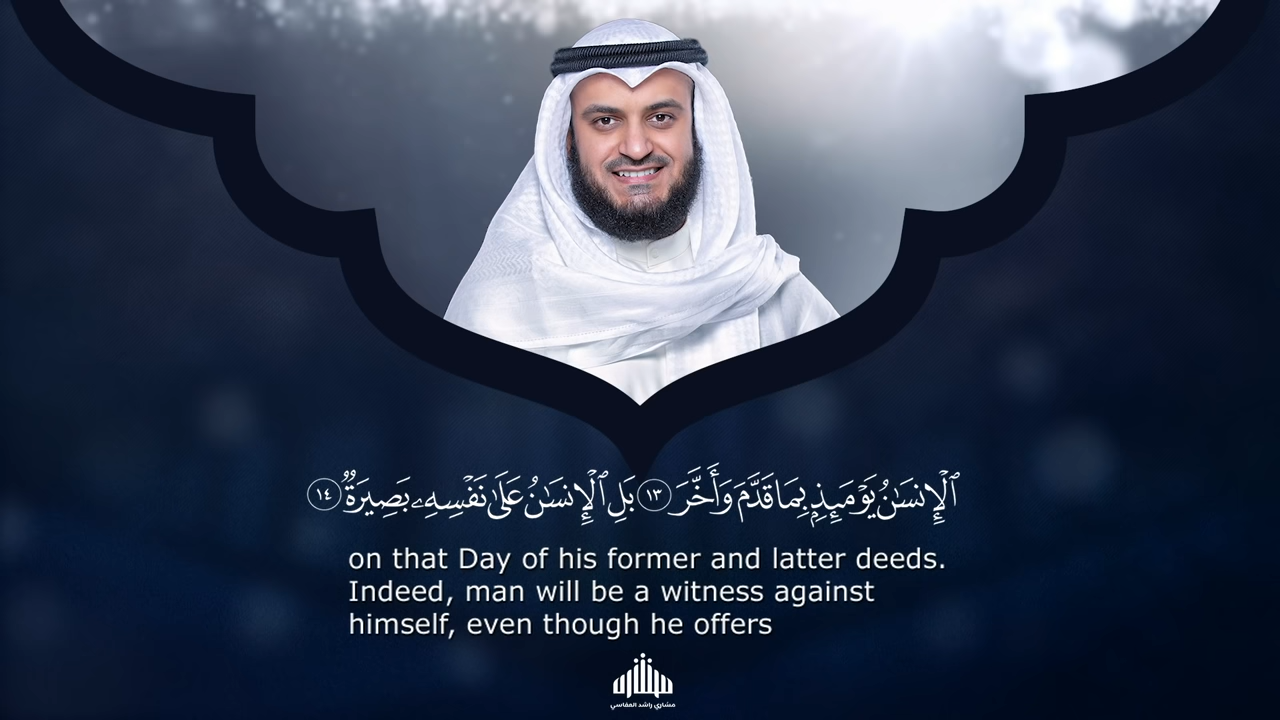 ٱلْإِنسَـٰنُ يَوْمَئِذٍۭ بِمَا قَدَّمَ وَأَخَّرَ ١٣ بَلِ ٱلْإِنسَـٰنُ عَلَىٰ نَفْسِهِۦ بَصِيرَةٌۭ ١٤
on that Day of his former and latter deeds.
Indeed, man will be a witness against
himself, even though he offers
مشاري راشد العفاسي